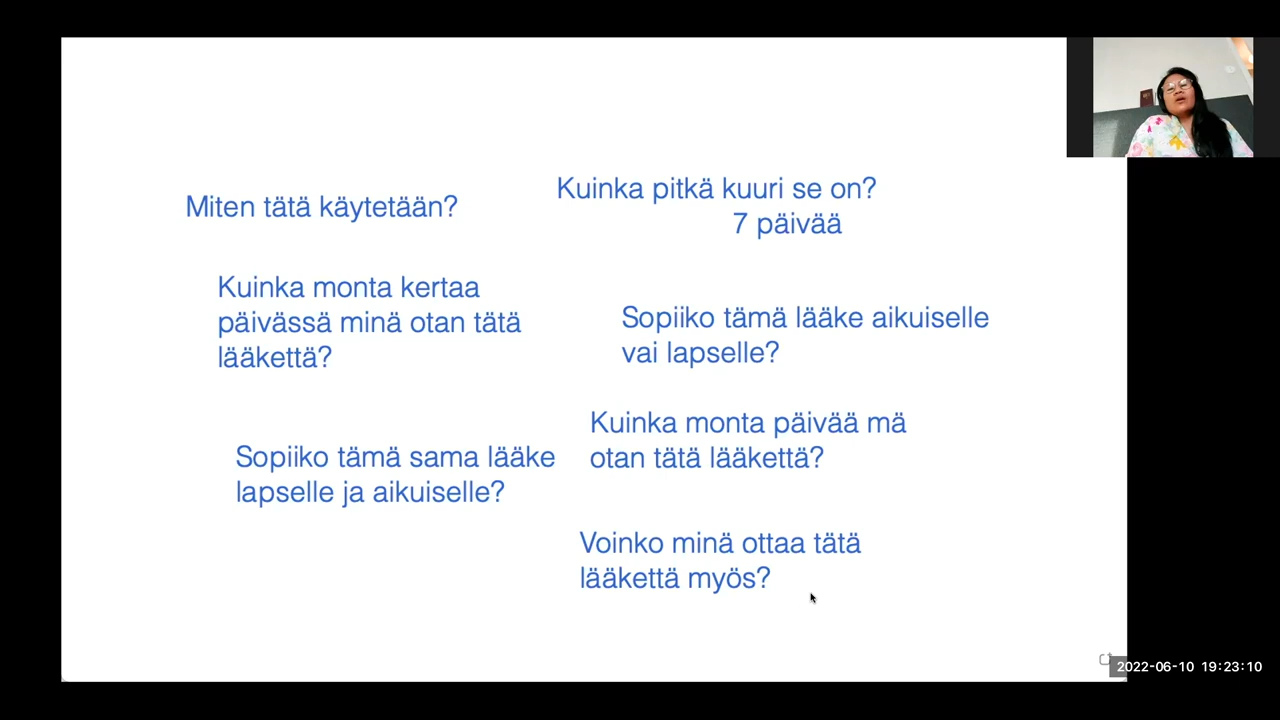 Miten tätä käytetään?
Kuinka pitkä kuuri se on?
7 päivää
Kuinka monta kertaa
päivässä minä otan tätä
lääkettä?
Sopiiko tämä lääke aikuiselle
vai lapselle?
Kuinka monta päivää mä
otan tätä lääkettä?
Sopiiko tämä sama lääke
lapselle ja aikuiselle?
Voinko minä ottaa tätä
lääkettä myös?
2022-06-10 19:23:10